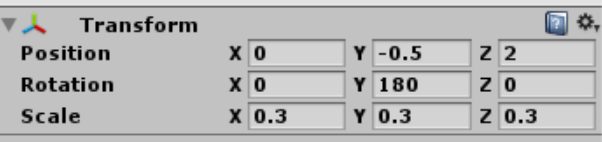 Transform
Position X 0 Y -0.5 Z 2
Rotation X 0 Y 180 Z 0
Scale X 0.3 Y 0.3 Z 0.3